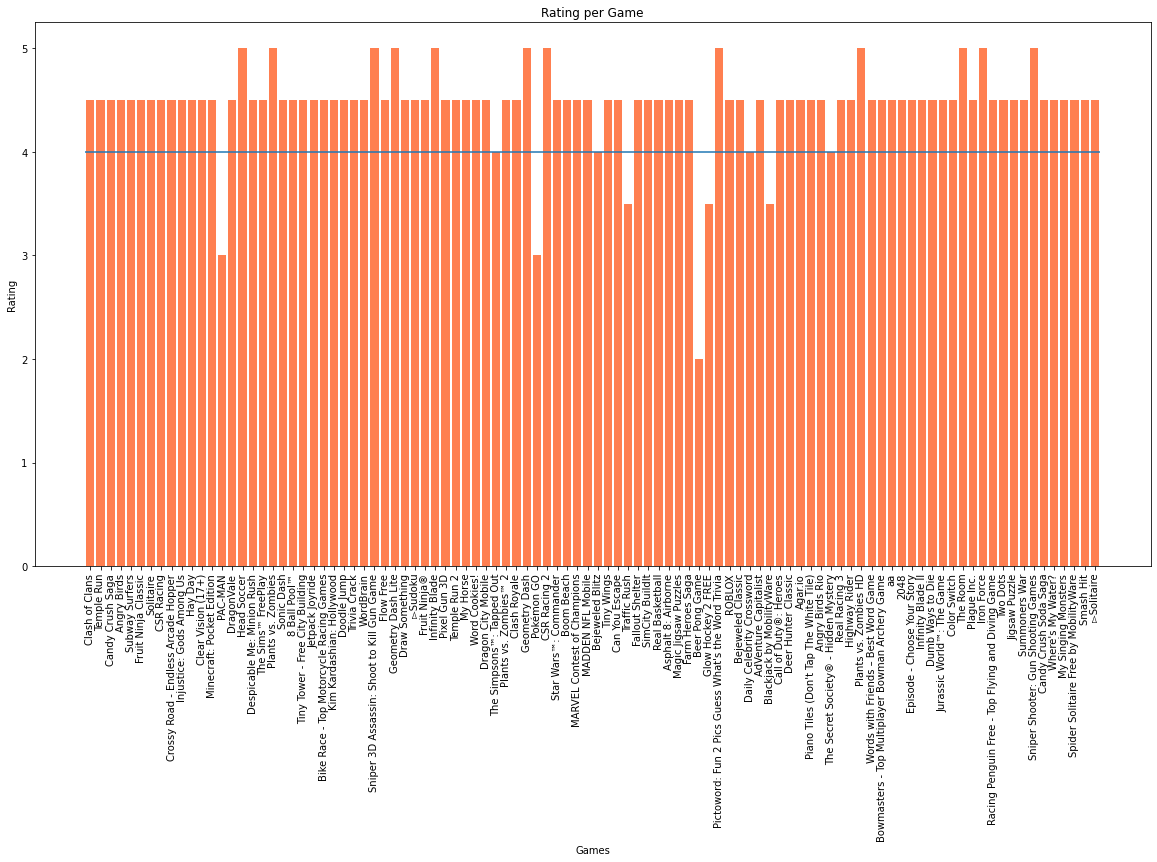 Rating per Game
5
4
3
2
1
0
Rating
Clash of Clans
Temple Run
Candy Crush Saga
Angry Birds
Subway Surfers
Fruit Ninja Classic
Solitaire
CSR Racing
Crossy Road - Endless Arcade Hopper
Injustice: Gods Among Us
Hay Day
Clear Vision (17+)
Minecraft: Pocket Edition
PAC-MAN
DragonVale
Head Soccer
Despicable Me: Minion Rush
The Sims™ FreePlay
Plants vs. Zombies
Sonic Dash
8 Ball Pool™
Tiny Tower - Free City Building
Jetpack Joyride
Bike Race - Top Motorcycle Racing Games
Kim Kardashian: Hollywood
Doodle Jump
Trivia Crack
WordBrain
Sniper 3D Assassin: Shoot to Kill Gun Game
Flow Free
Geometry Dash Lite
Draw Something
▻Sudoku
Fruit Ninja®
Infinity Blade
Pixel Gun 3D
Temple Run 2
My Horse
Word Cookies!
Dragon City Mobile
The Simpsons™: Tapped Out
Plants vs. Zombies™ 2
Clash Royale
Geometry Dash
Pokémon GO
CSR Racing 2
Star Wars™: Commander
Boom Beach
MARVEL Contest of Champions
MADDEN NFL Mobile
Bejeweled Blitz
Tiny Wings
Can You Escape
Traffic Rush
Fallout Shelter
SimCity BuildIt
Real Basketball
Asphalt 8: Airborne
Magic Jigsaw Puzzles
Farm Heroes Saga
Beer Pong Game
Glow Hockey 2 FREE
Pictoword: Fun 2 Pics Guess What's the Word Trivia
ROBLOX
Bejeweled Classic
Daily Celebrity Crossword
AdVenture Capitalist
Blackjack by MobilityWare
Call of Duty®: Heroes
Deer Hunter Classic
Agar.io
Piano Tiles (Don't Tap The White Tile)
Angry Birds Rio
The Secret Society® - Hidden Mystery
Real Racing 3
Highway Rider
Plants vs. Zombies HD
Words with Friends – Best Word Game
Bowmasters - Top Multiplayer Bowman Archery Game
aa
2048
Episode - Choose Your Story
Infinity Blade II
Dumb Ways to Die
Jurassic World™: The Game
Color Switch
The Room
Plague Inc.
Iron Force
Racing Penguin Free - Top Flying and Diving Game
Two Dots
Jigsaw Puzzle
Summoners War
Sniper Shooter: Gun Shooting Games
Candy Crush Soda Saga
Where's My Water?
My Singing Monsters
Spider Solitaire Free by MobilityWare
Smash Hit
▻Solitaire
Games